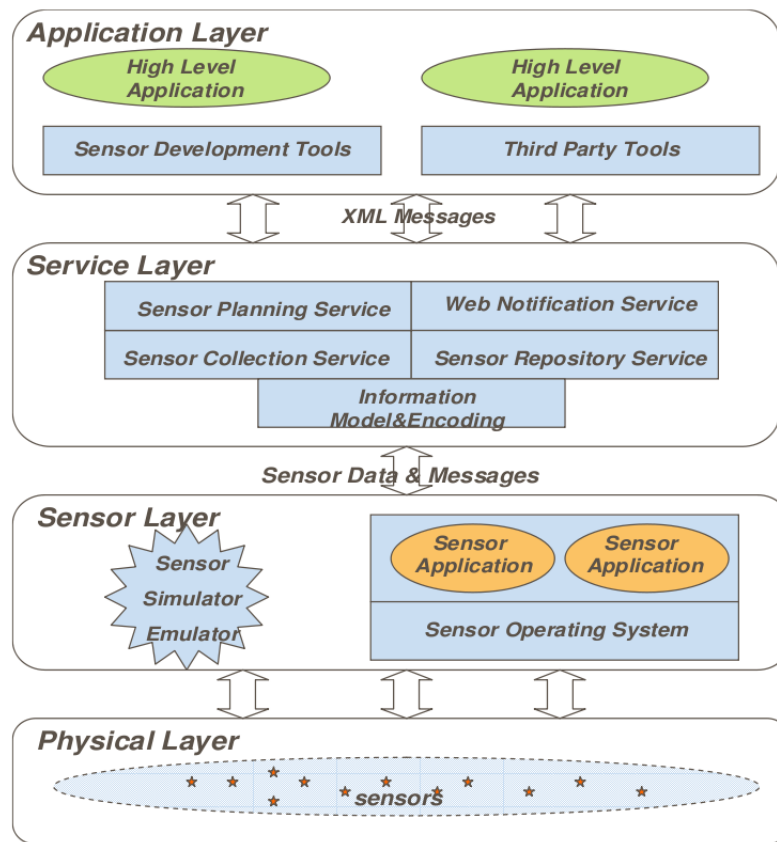 Application Layer
High Level
Application
High Level
Application
Sensor Development Tools
Third Party Tools
XML Messages
Service Layer
Sensor Planning Service
Web Notification Service
Sensor Collection Service
Sensor Repository Service
Information
Model&Encoding
Sensor Data & Messages
Sensor Layer
Sensor
Simulator
Emulator
Sensor
Application
Sensor
Application
Sensor Operating System
Physical Layer
sensors